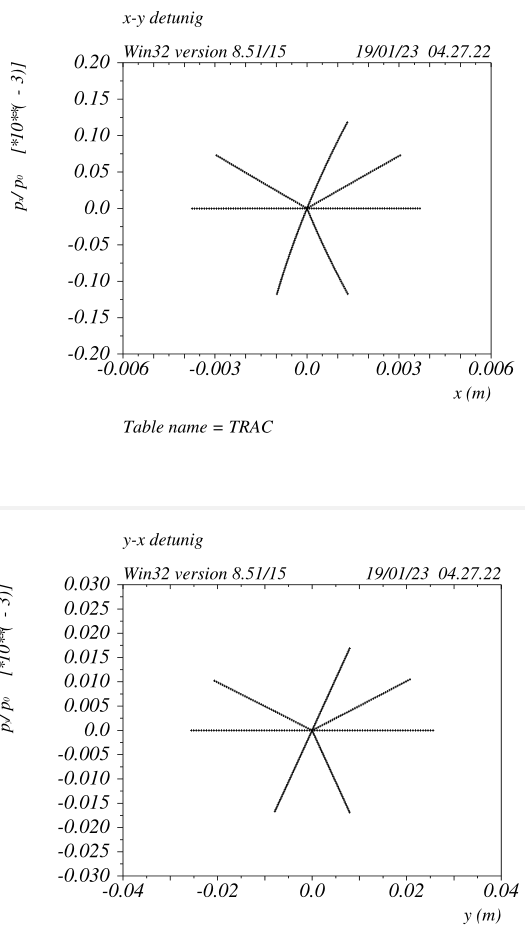 x-y detunig
Win32 version 8.51/15 19/01/23 04.27.22
0.20
0.15
0.10
0.05
0.0
-0.05
-0.10
-0.15
-0.20
[*10**( - 3)]
-0.006 -0.003 0.0 0.003 0.006
x (m)
Table name = TRAC
y-x detunig
Win32 version 8.51/15 19/01/23 04.27.22
0.030
0.025
0.020
0.015
0.010
0.005
0.0
-0.005
-0.010
-0.015
-0.020
-0.025
-0.030
[*10**( - 3)]
-0.04 -0.02 0.0 0.02 0.04
y (m)